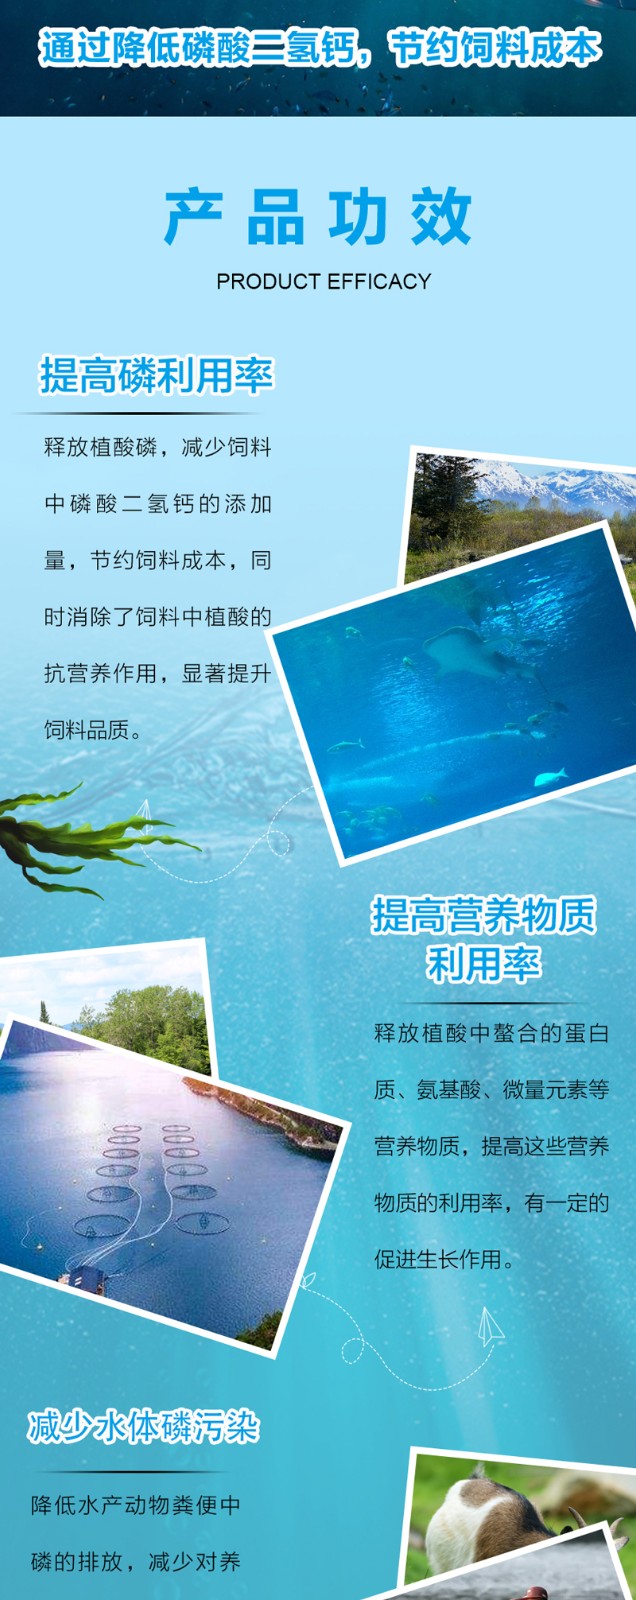 通过降低磷酸二氢钙，节约饲料成本
产品功效
PRODUCT EFFICACY
提高磷利用率
释放植酸磷，减少饲料
中磷酸二氢钙的添加
量，节约饲料成本，同
时消除了饲料中植酸的
抗营养作用，显著提升
饲料品质。
提高营养物质
利用率
释放植酸中螯合的蛋白
质、氨基酸、微量元素等
营养物质，提高这些营养
物质的利用率，有一定的
促进生长作用。
减少水体磷污染
降低水产动物粪便中
磷的排放，减少对养